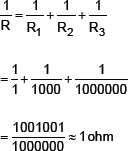 1/R = 1/R₁ + 1/R₂ + 1/R₃
= 1/1 + 1/1000 + 1/1000000
= 1001001/1000000 ≈ 1 ohm